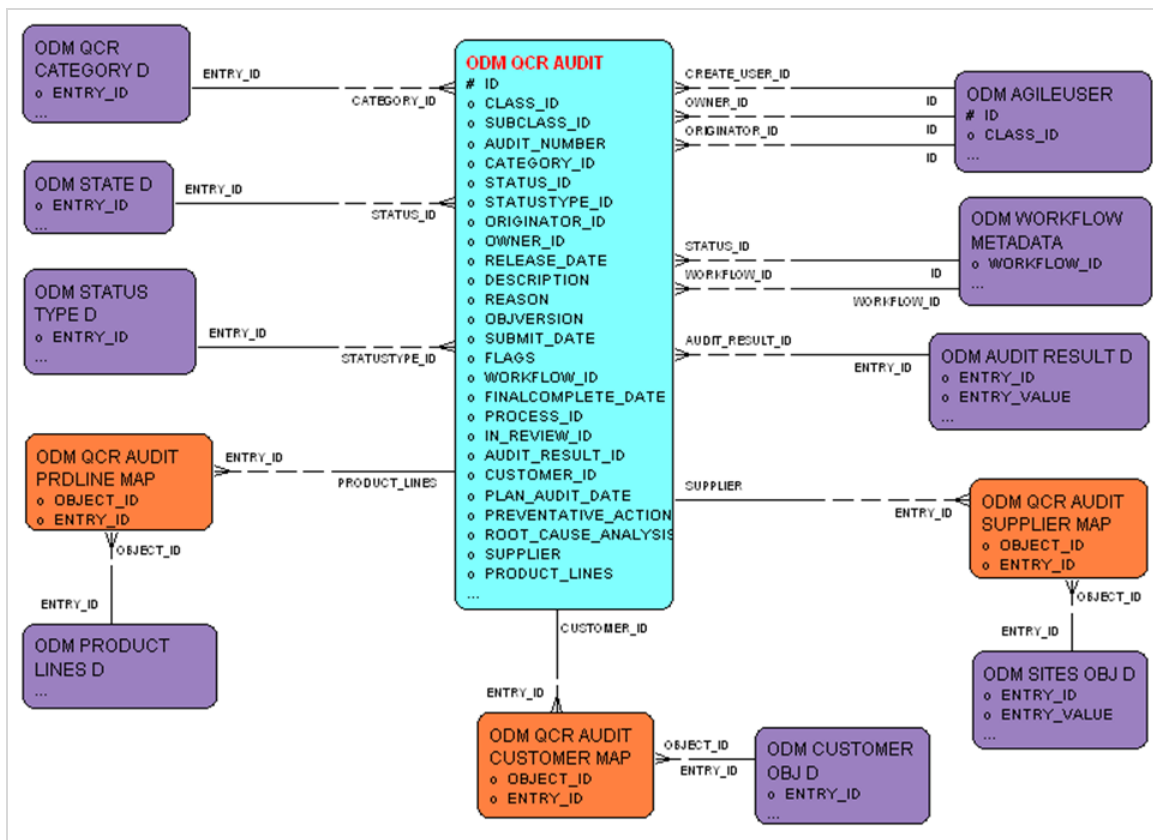 ODM QCR
CATEGORY D
o ENTRY_ID
...
ENTRY_ID
CATEGORY_ID
ODM STATE D
o ENTRY_ID
...
ENTRY_ID
STATUS_ID
ODM STATUS
TYPE D
o ENTRY_ID
...
ENTRY_ID
STATUSTYPE_ID
ODM QCR AUDIT
PRDLINE MAP
o OBJECT_ID
o ENTRY_ID
ENTRY_ID
PRODUCT_LINES
OBJECT_ID
ENTRY_ID
ODM PRODUCT
LINES D
...
ODM QCR AUDIT
# ID
o CLASS_ID
o SUBCLASS_ID
o AUDIT_NUMBER
o CATEGORY_ID
o STATUS_ID
o STATUSTYPE_ID
o ORIGINATOR_ID
o OWNER_ID
o RELEASE_DATE
o DESCRIPTION
o REASON
o OBJVERSION
o SUBMIT_DATE
o FLAGS
o WORKFLOW_ID
o FINALCOMPLETE_DATE
o PROCESS_ID
o IN_REVIEW_ID
o AUDIT_RESULT_ID
o CUSTOMER_ID
o PLAN_AUDIT_DATE
o PREVENTATIVE_ACTION
o ROOT_CAUSE_ANALYSIS
o SUPPLIER
o PRODUCT_LINES
...
CUSTOMER_ID
ENTRY_ID
ODM QCR AUDIT
CUSTOMER MAP
o OBJECT_ID
o ENTRY_ID
OBJECT_ID
ENTRY_ID
ODM CUSTOMER
OBJ D
o ENTRY_ID
...
CREATE_USER_ID
OWNER_ID
ID
ORIGINATOR_ID
ID
ID
ODM AGILEUSER
# ID
o CLASS_ID
...
STATUS_ID
WORKFLOW_ID
ID
WORKFLOW_ID
ODM WORKFLOW
METADATA
o WORKFLOW_ID
...
AUDIT_RESULT_ID
ENTRY_ID
ODM AUDIT RESULT D
o ENTRY_ID
o ENTRY_VALUE
...
SUPPLIER
ENTRY_ID
ODM QCR AUDIT
SUPPLIER MAP
o OBJECT_ID
o ENTRY_ID
OBJECT_ID
ENTRY_ID
ODM SITES OBJ D
o ENTRY_ID
o ENTRY_VALUE
...